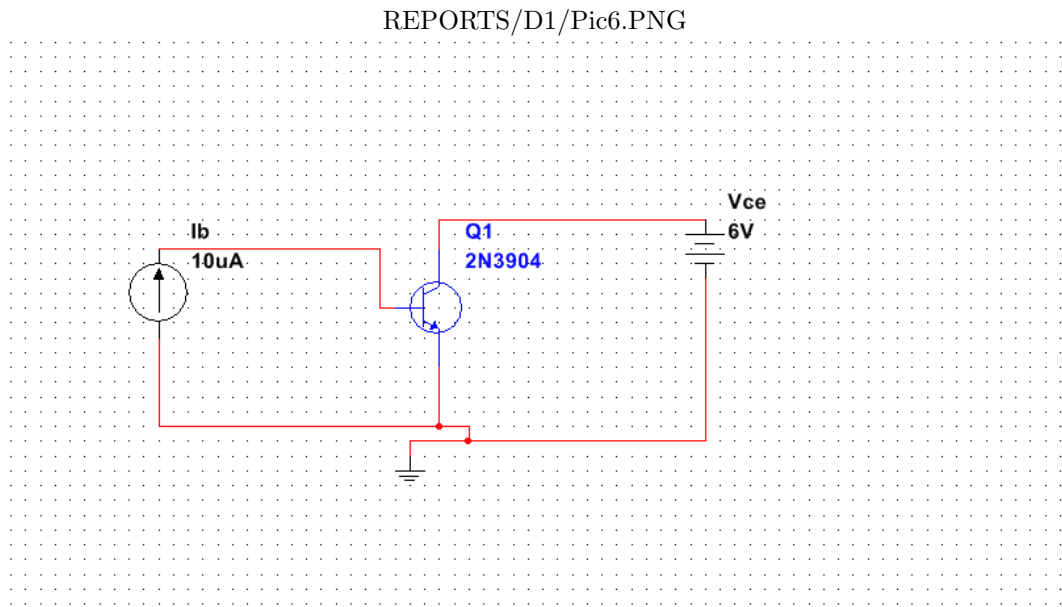 REPORTS/D1/Pic6.PNG
Vce
6V
Ib
10uA
Q1
2N3904